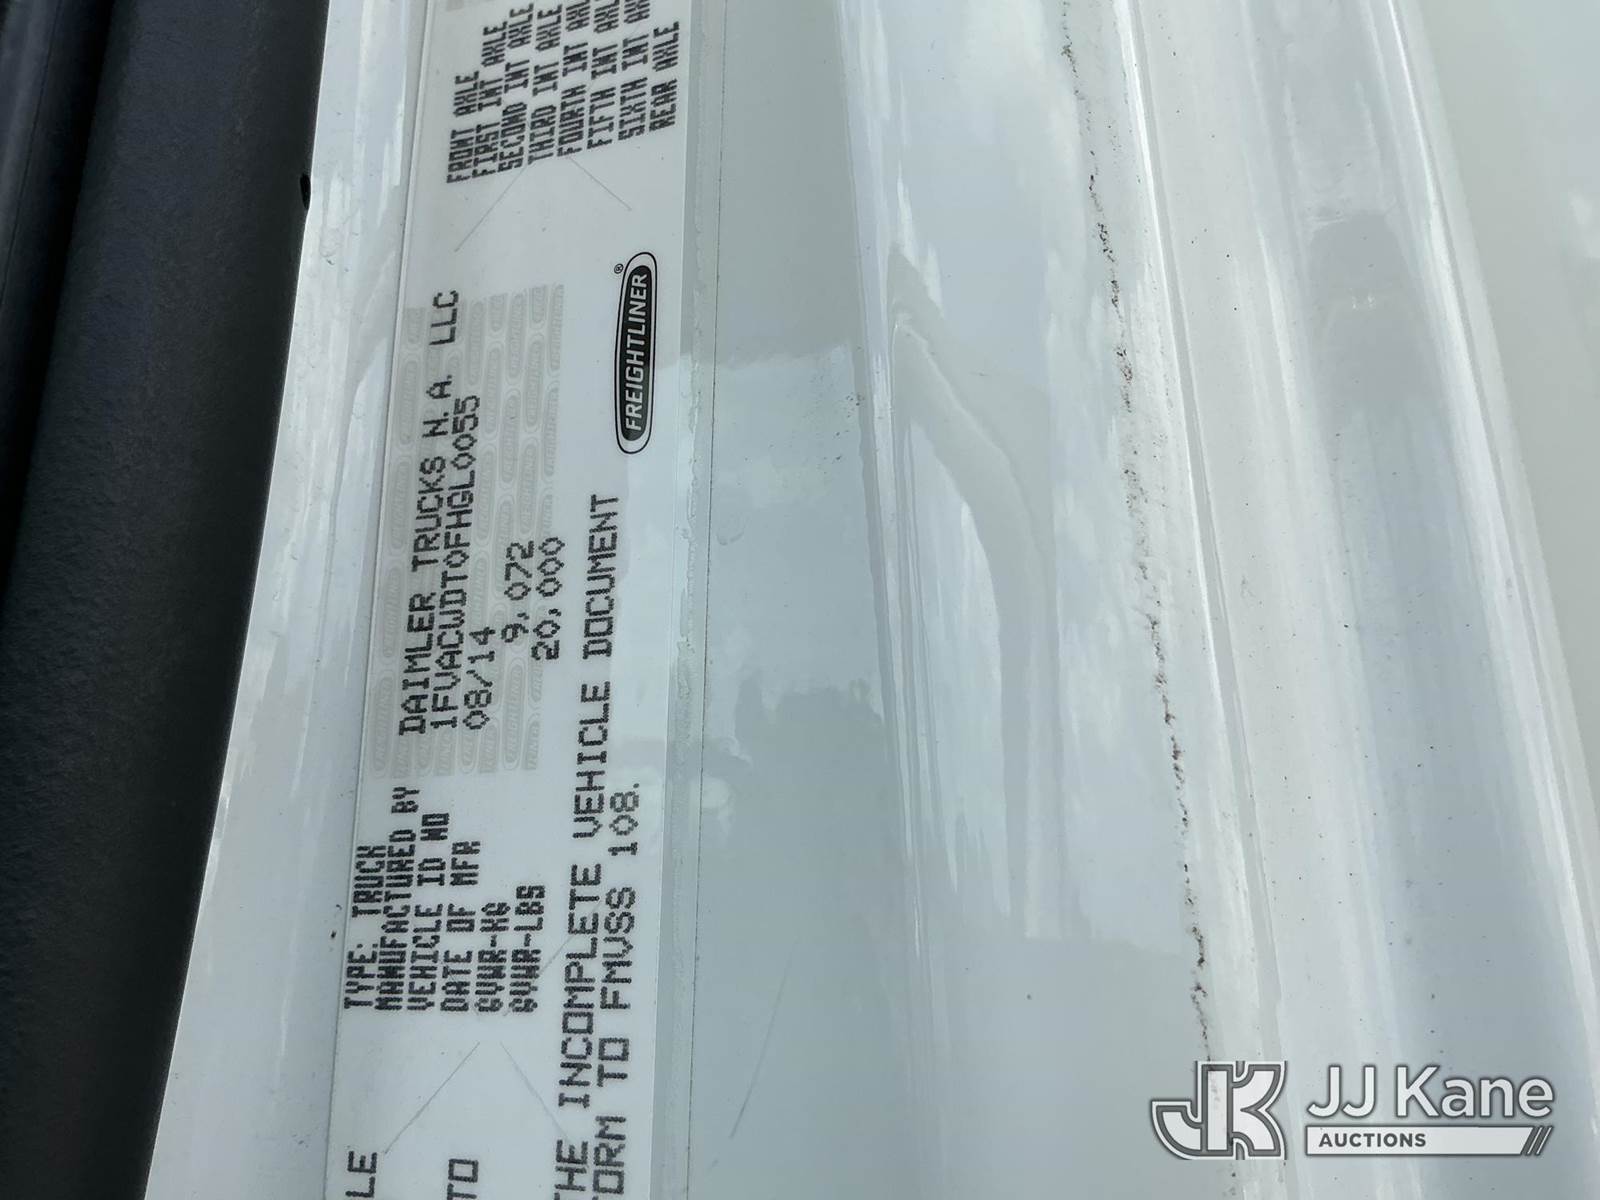 LE
TO
TYPE: TRUCK
MANUFACTURED BY DAIMLER TRUCKS N.A. LLC
VEHICLE ID NO 1FVACWDT0FHGL0055
DATE OF MFR 08/14
GVWR-KG 9,072
GVWR-LBS 20,000
THE INCOMPLETE VEHICLE DOCUMENT
FORM TO FMVSS 108.
FREIGHTLINER®
FRONT AXLE
FIRST INT AXLE
SECOND INT AXLE
THIRD INT AXLE
FOURTH INT AXLE
FIFTH INT AXLE
SIXTH INT AXLE
REAR AXLE
JK JJ Kane
AUCTIONS